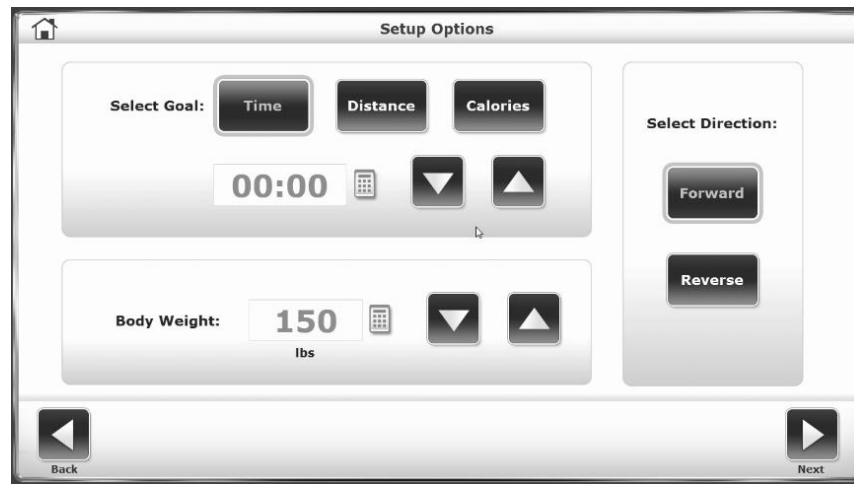 Setup Options
Select Goal: Time Distance Calories
00:00
Body Weight: 150
lbs
Select Direction:
Forward
Reverse
Back
Next